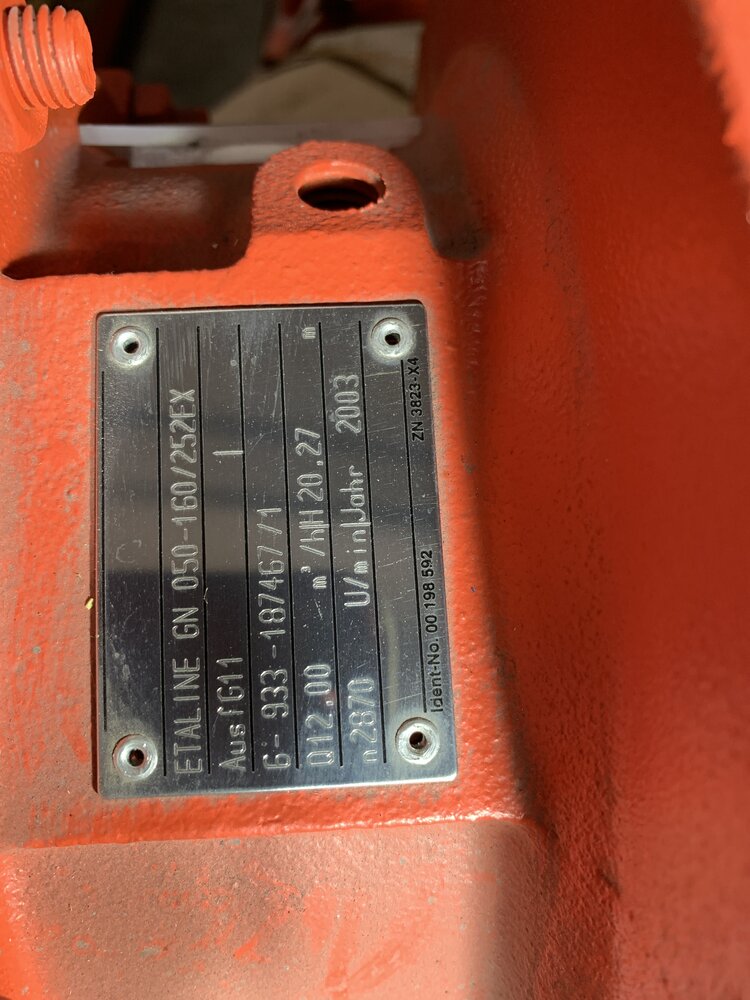 ETALINE GN 050-160/252EX
Ausf G11 1
6-933-187467/1
Q12.00 m³/h H20.27 m
n2870 U/min Jahr 2003
Ident-No. 00 198 592 ZN 3823-X4